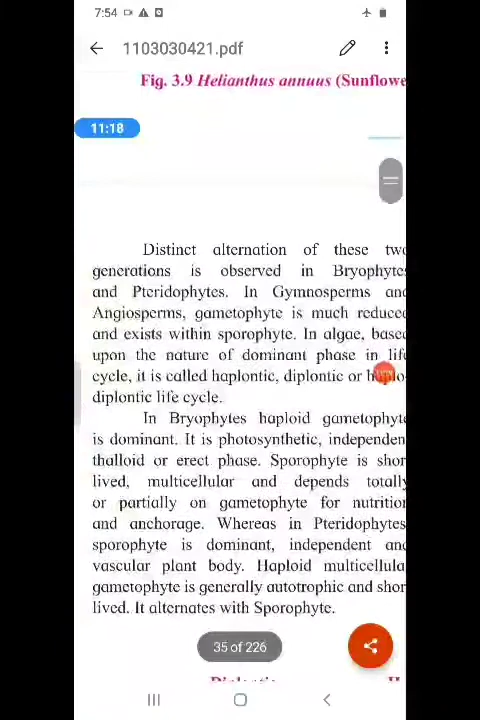 7:54
1103030421.pdf
Fig. 3.9 Helianthus annuus (Sunflowe
11:18
Distinct alternation of these two
generations is observed in Bryophytes
and Pteridophytes. In Gymnosperms and
Angiosperms, gametophyte is much reduced
and exists within sporophyte. In algae, based
upon the nature of dominant phase in life
cycle, it is called haplontic, diplontic or haplo-
diplontic life cycle.
In Bryophytes haploid gametophyte
is dominant. It is photosynthetic, independen
thalloid or erect phase. Sporophyte is shor
lived, multicellular and depends totally
or partially on gametophyte for nutrition
and anchorage. Whereas in Pteridophytes
sporophyte is dominant, independent and
vascular plant body. Haploid multicellula
gametophyte is generally autotrophic and shor
lived. It alternates with Sporophyte.
35 of 226